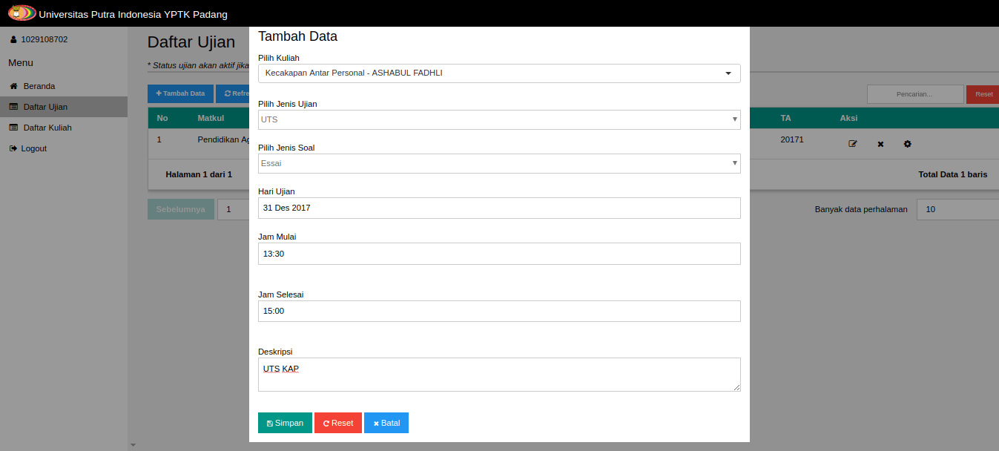 Universitas Putra Indonesia YPTK Padang
1029108702
Menu
Beranda
Daftar Ujian
Daftar Kuliah
Logout
Daftar Ujian
* Status ujian akan aktif jika
Tambah Data
Refre
Pencarian...
Reset
No Matkul TA Aksi
1 Pendidikan Ag 20171
Halaman 1 dari 1
Total Data 1 baris
Sebelumnya
1
Banyak data perhalaman
10
Tambah Data
Pilih Kuliah
Kecakapan Antar Personal - ASHABUL FADHLI
Pilih Jenis Ujian
UTS
Pilih Jenis Soal
Essai
Hari Ujian
31 Des 2017
Jam Mulai
13:30
Jam Selesai
15:00
Deskripsi
UTS KAP
Simpan
Reset
Batal